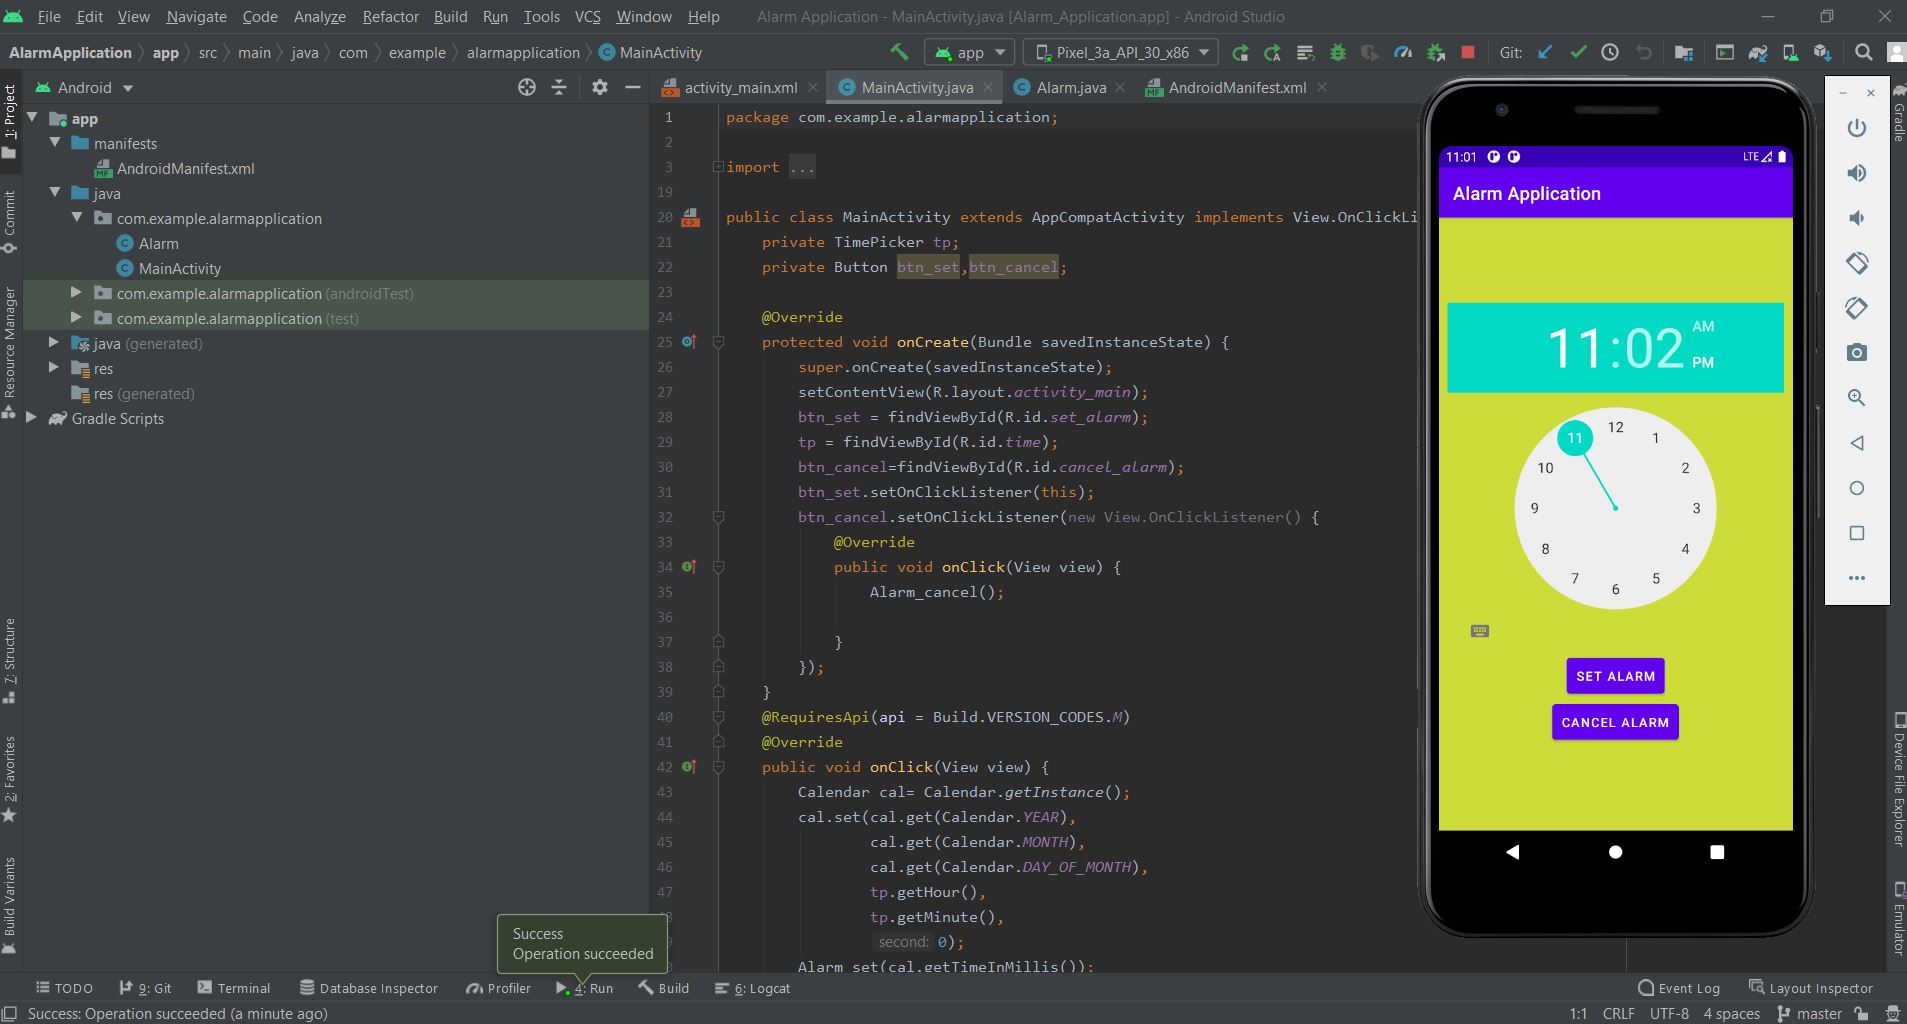 File Edit View Navigate Code Analyze Refactor Build Run Tools VCS Window Help Alarm Application - MainActivity.java [Alarm_Application.app] - Android Studio
AlarmApplication app src main java com example alarmapplication MainActivity app Pixel_3a_API_30_x86 Git:
Android
activity_main.xml MainActivity.java Alarm.java AndroidManifest.xml
1: Project
Commit
Resource Manager
7: Structure
2: Favorites
Build Variants
app
manifests
AndroidManifest.xml
java
com.example.alarmapplication
Alarm
MainActivity
com.example.alarmapplication (androidTest)
com.example.alarmapplication (test)
java (generated)
res
res (generated)
Gradle Scripts
1 package com.example.alarmapplication;
2
3 import ...
19
20 public class MainActivity extends AppCompatActivity implements View.OnClickLi
21 private TimePicker tp;
22 private Button btn_set,btn_cancel;
23
24 @Override
25 protected void onCreate(Bundle savedInstanceState) {
26 super.onCreate(savedInstanceState);
27 setContentView(R.layout.activity_main);
28 btn_set = findViewById(R.id.set_alarm);
29 tp = findViewById(R.id.time);
30 btn_cancel=findViewById(R.id.cancel_alarm);
31 btn_set.setOnClickListener(this);
32 btn_cancel.setOnClickListener(new View.OnClickListener() {
33 @Override
34 public void onClick(View view) {
35 Alarm_cancel();
36
37 }
38 });
39 }
40 @RequiresApi(api = Build.VERSION_CODES.M)
41 @Override
42 public void onClick(View view) {
43 Calendar cal= Calendar.getInstance();
44 cal.set(cal.get(Calendar.YEAR),
45 cal.get(Calendar.MONTH),
46 cal.get(Calendar.DAY_OF_MONTH),
47 tp.getHour(),
tp.getMinute(),
second: 0);
Alarm_set(cal.getTimeInMillis());
11:01 LTE
Alarm Application
11:02 AM
PM
12
11 1
10 2
9 3
8 4
7 5
6
SET ALARM
CANCEL ALARM
Gradle
Device File Explorer
Emulator
Success
Operation succeeded
TODO 9: Git Terminal Database Inspector Profiler 4: Run Build 6: Logcat Event Log Layout Inspector
Success: Operation succeeded (a minute ago) 1:1 CRLF UTF-8 4 spaces master